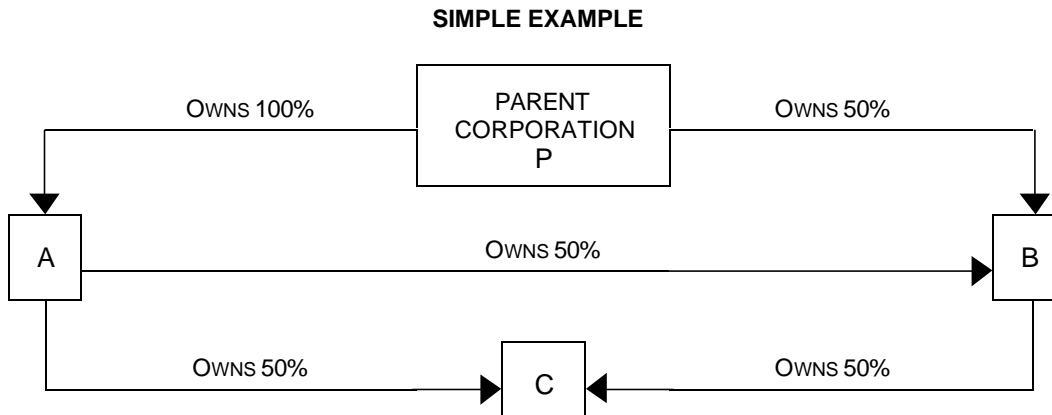 SIMPLE EXAMPLE
OWNS 100%
PARENT
CORPORATION
P
OWNS 50%
A
OWNS 50%
B
OWNS 50%
C
OWNS 50%